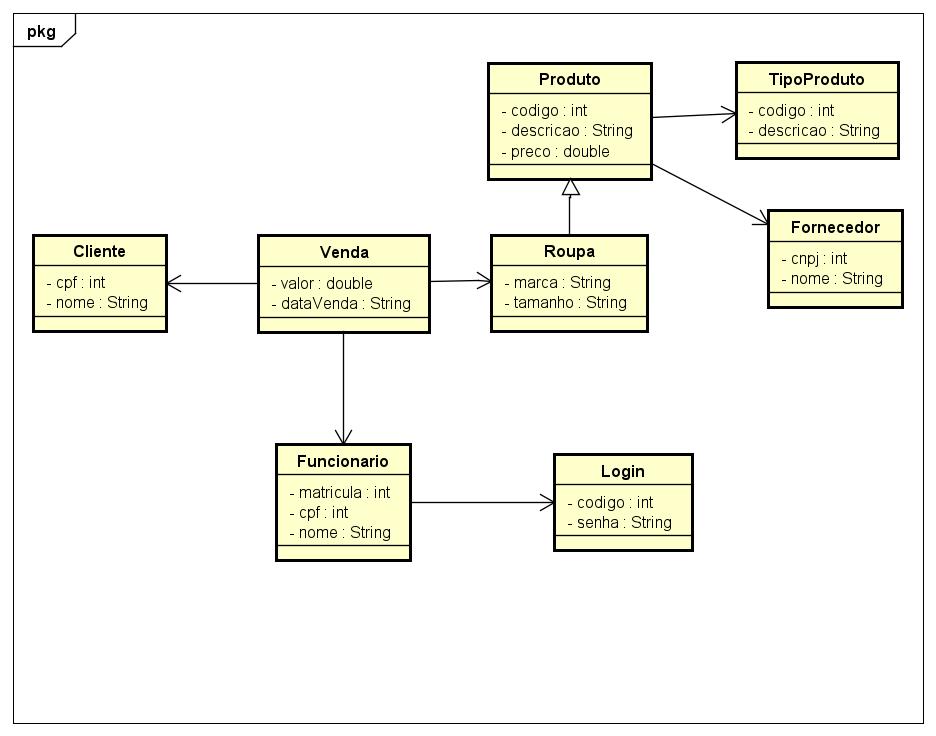 pkg
Produto
- codigo : int
- descricao : String
- preco : double
TipoProduto
- codigo : int
- descricao : String
Fornecedor
- cnpj : int
- nome : String
Cliente
- cpf : int
- nome : String
Venda
- valor : double
- dataVenda : String
Roupa
- marca : String
- tamanho : String
Funcionario
- matricula : int
- cpf : int
- nome : String
Login
- codigo : int
- senha : String